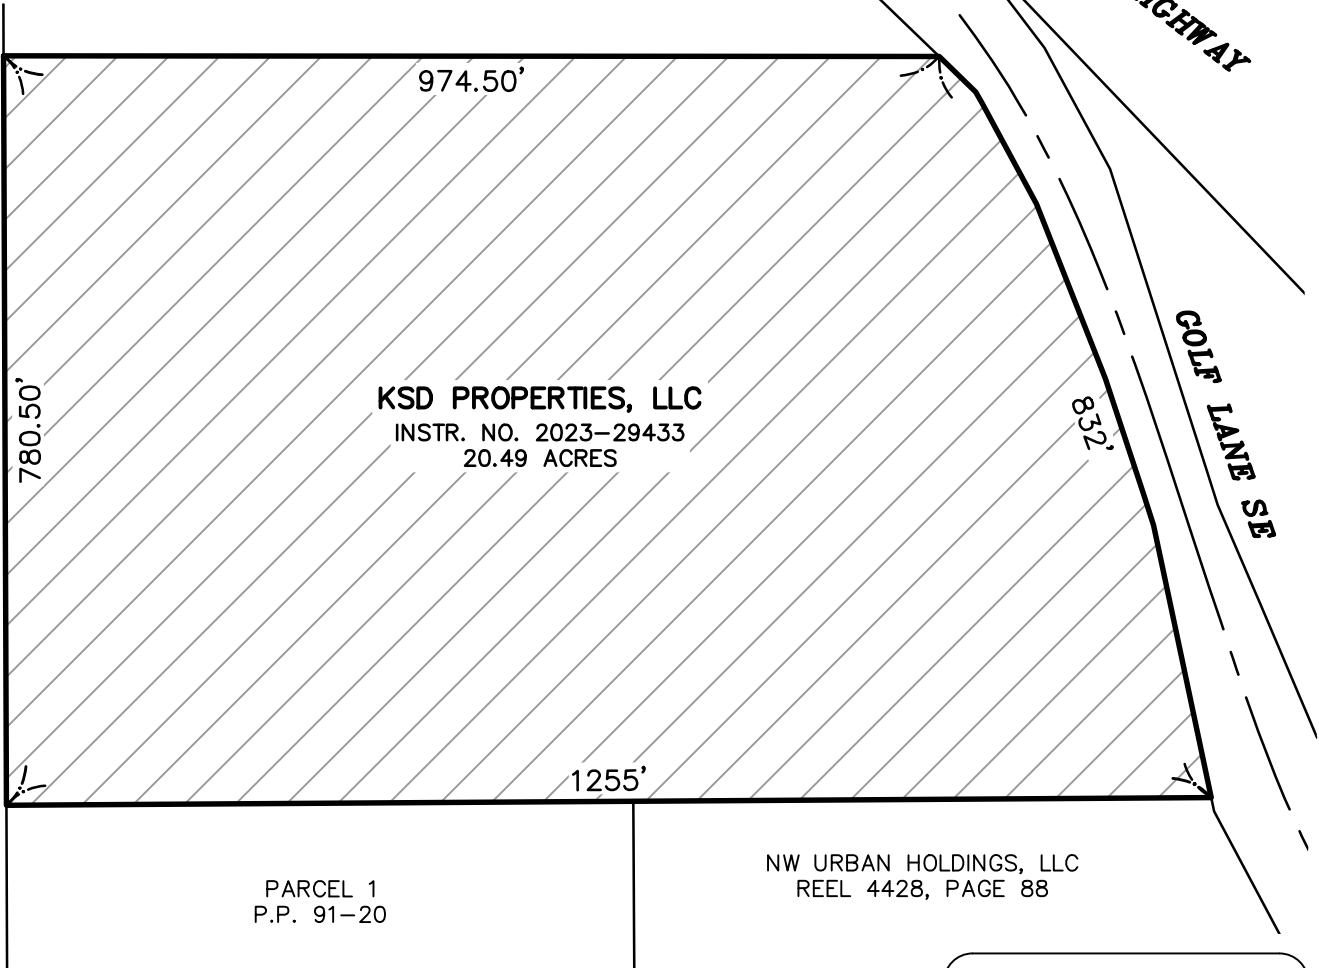 974.50'
780.50'
KSD PROPERTIES, LLC
INSTR. NO. 2023-29433
20.49 ACRES
832'
GOLF LANE SE
1255'
PARCEL 1
P.P. 91-20
NW URBAN HOLDINGS, LLC
REEL 4428, PAGE 88